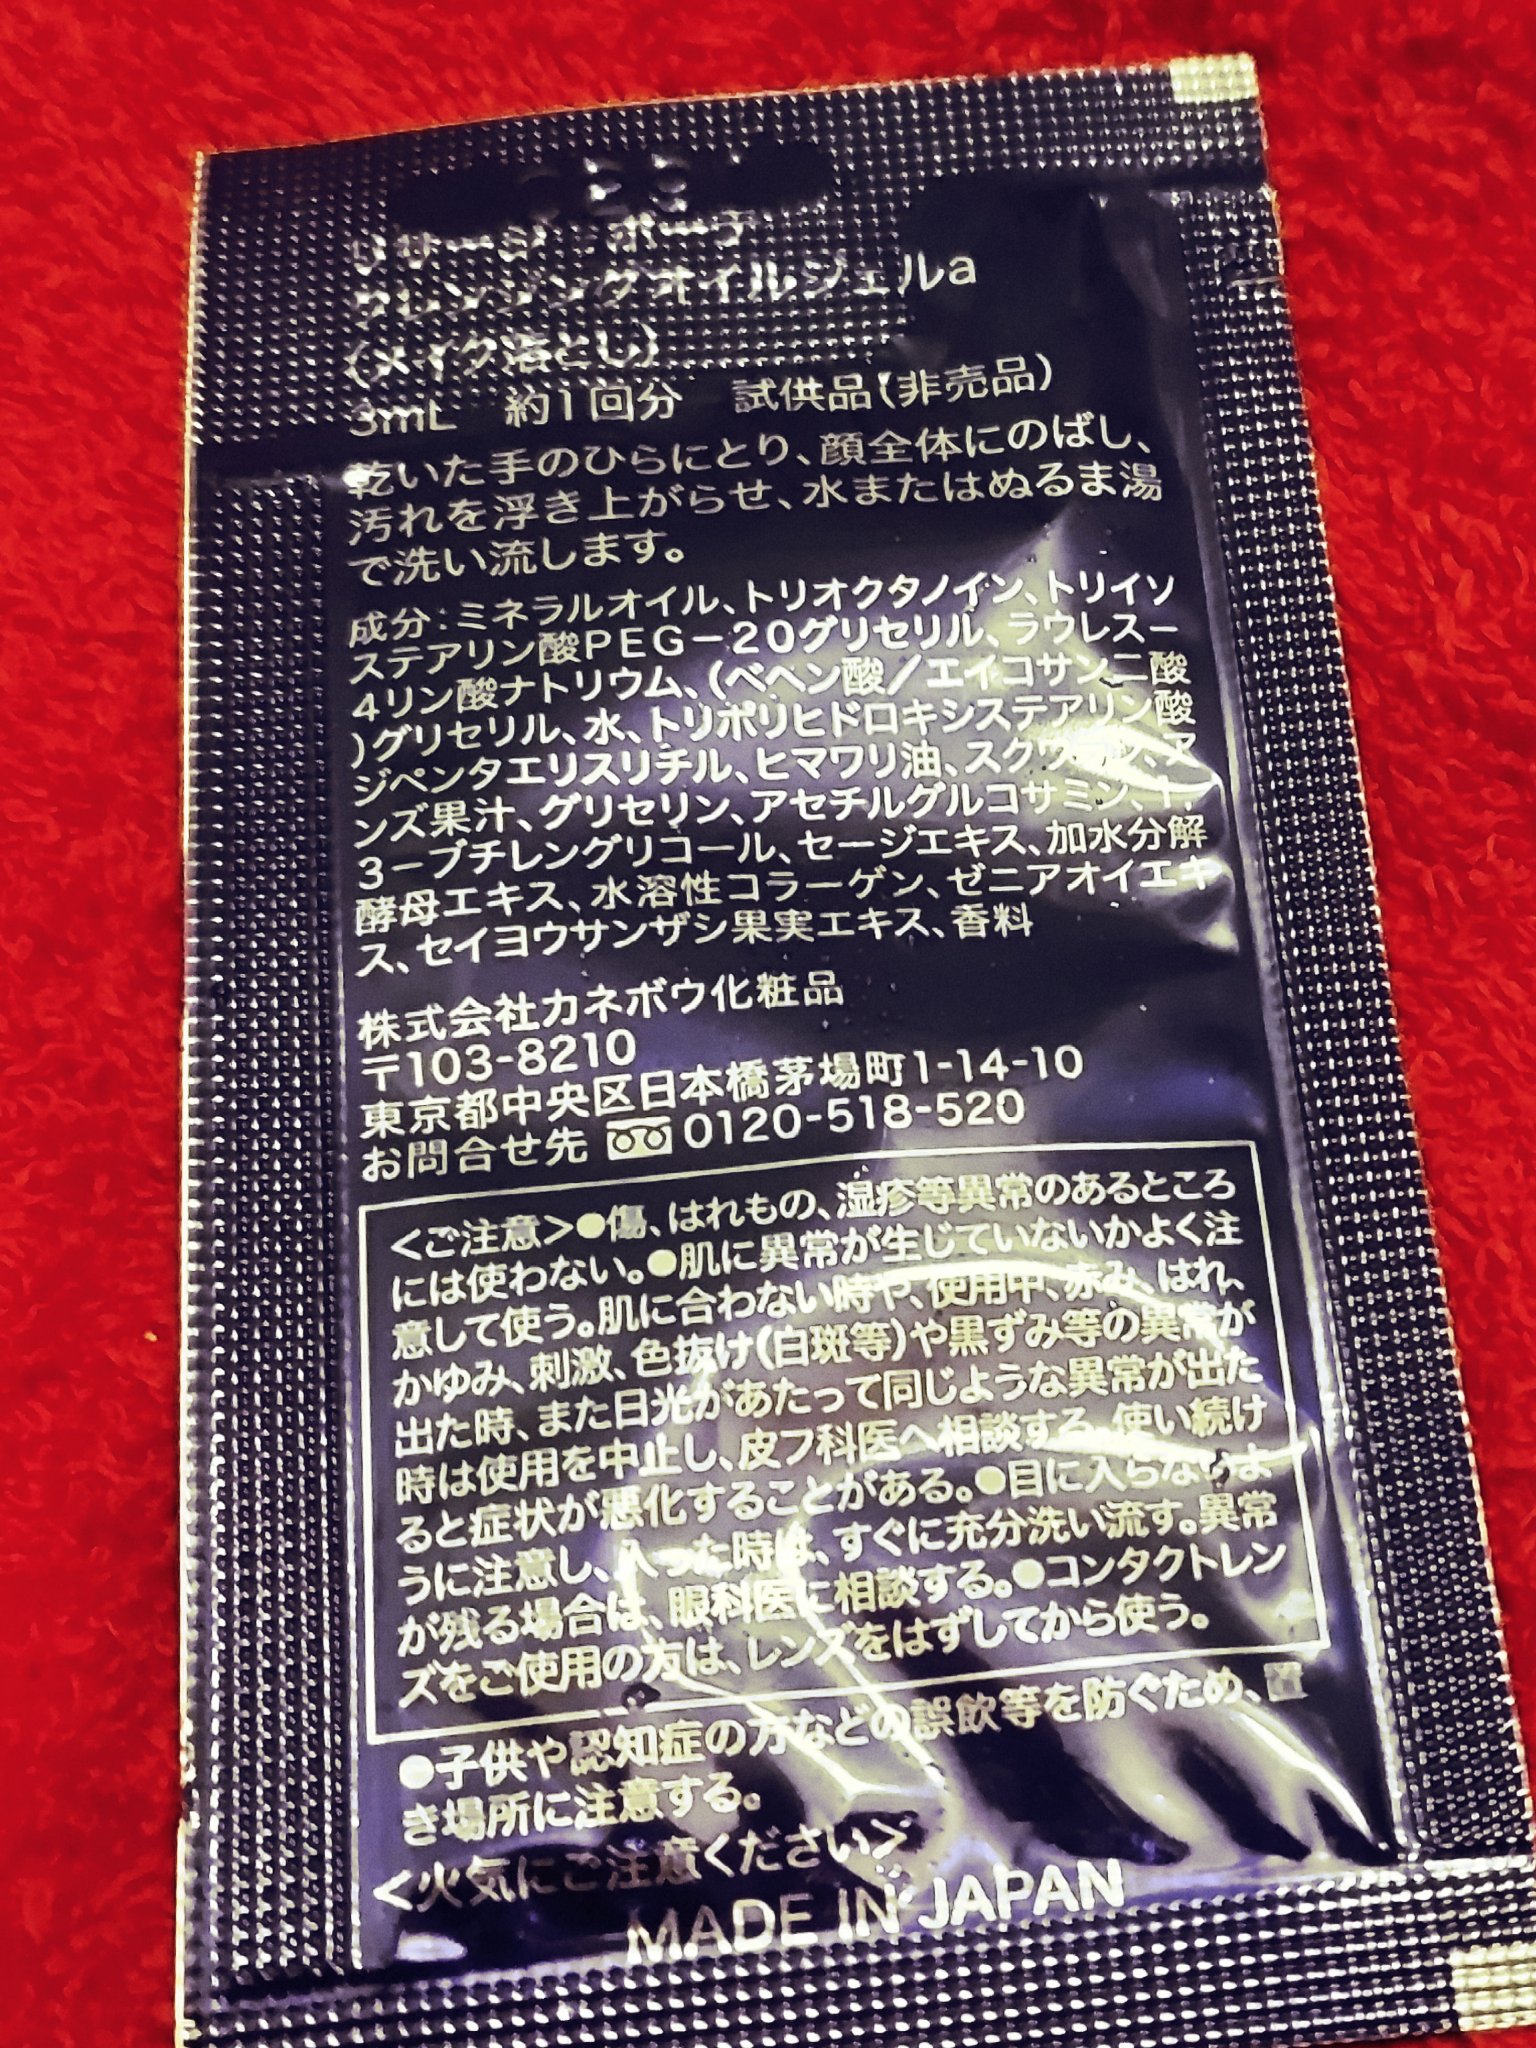 リサージ ボーテ
クレンジングオイルジェルa
(メイク落とし)
3mL 約1回分 試供品(非売品)
乾いた手のひらにとり、顔全体にのばし、
汚れを浮き上がらせ、水またはぬるま湯
で洗い流します。
成分:ミネラルオイル、トリオクタノイン、トリイソ
ステアリン酸PEG-20グリセリル、ラウレス-
4リン酸ナトリウム、(ベヘン酸/エイコサン二酸
)グリセリル、水、トリポリヒドロキシステアリン酸
ジペンタエリスリチル、ヒマワリ油、スクワラン、ア
ンズ果汁、グリセリン、アセチルグルコサミン、1,
3-ブチレングリコール、セージエキス、加水分解
酵母エキス、水溶性コラーゲン、ゼニアオイエキ
ス、セイヨウサンザシ果実エキス、香料
株式会社カネボウ化粧品
〒103-8210
東京都中央区日本橋茅場町1-14-10
お問合せ先 0120-518-520
<ご注意>●傷、はれもの、湿疹等異常のあるところ
には使わない。●肌に異常が生じていないかよく注
意して使う。肌に合わない時や、使用中、赤み、はれ、
かゆみ、刺激、色抜け(白斑等)や黒ずみ等の異常が
出た時、また日光があたって同じような異常が出た
時は使用を中止し、皮フ科医へ相談する。使い続け
ると症状が悪化することがある。●目に入らないよ
うに注意し、入った時は、すぐに充分洗い流す。異常
が残る場合は、眼科医に相談する。●コンタクトレン
ズをご使用の方は、レンズをはずしてから使う。
●子供や認知症の方などの誤飲等を防ぐため、置
き場所に注意する。
<火気にご注意ください>
MADE IN JAPAN